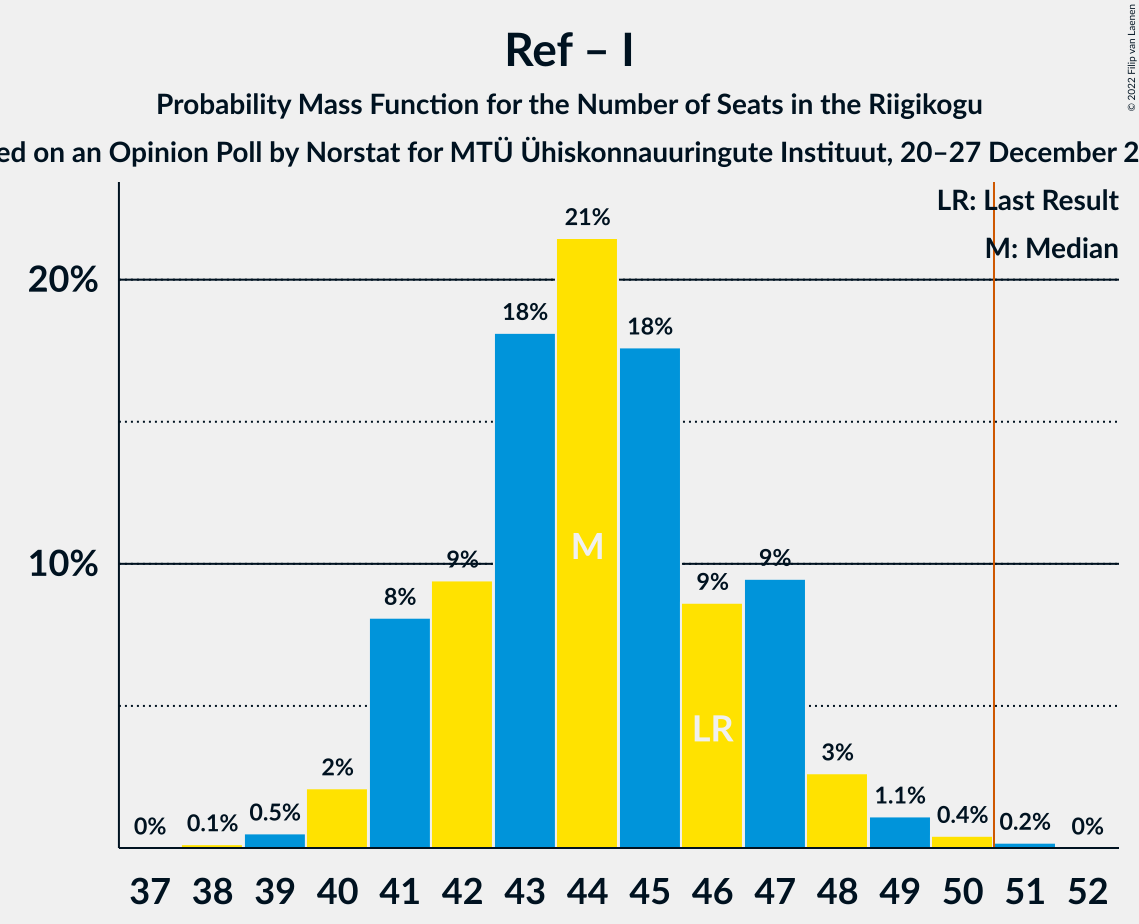 Ref – I
Probability Mass Function for the Number of Seats in the Riigikogu
ed on an Opinion Poll by Norstat for MTÜ Ühiskonnauuringute Instituut, 20–27 December 2
© 2022 Filip van Laenen
LR: Last Result
M: Median
20%
10%
0%
0.1%
0.5%
2%
8%
9%
18%
21%
18%
9%
9%
3%
1.1%
0.4%
0.2%
0%
M
LR
37 38 39 40 41 42 43 44 45 46 47 48 49 50 51 52